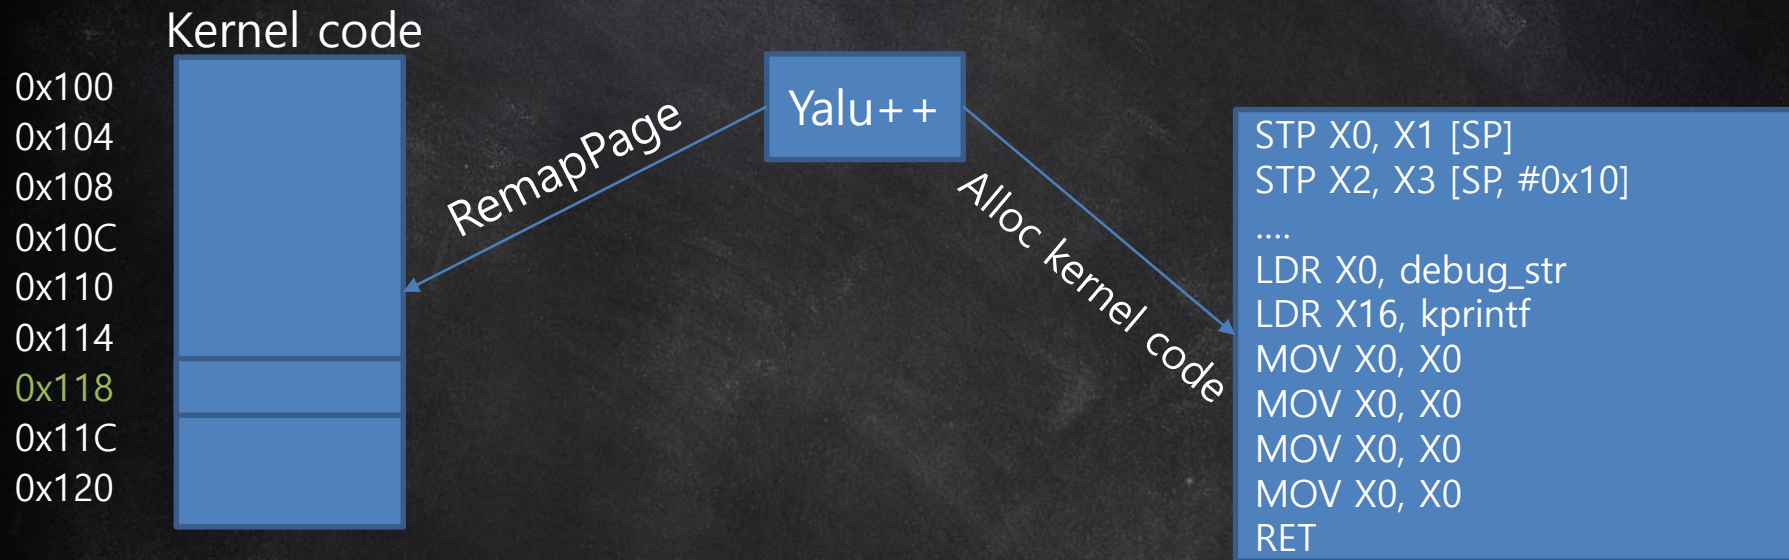 Kernel code
0x100
0x104
0x108
0x10C
0x110
0x114
0x118
0x11C
0x120
RemapPage
Yalu++
Alloc kernel code
STP X0, X1 [SP]
STP X2, X3 [SP, #0x10]
....
LDR X0, debug_str
LDR X16, kprintf
MOV X0, X0
MOV X0, X0
MOV X0, X0
MOV X0, X0
RET